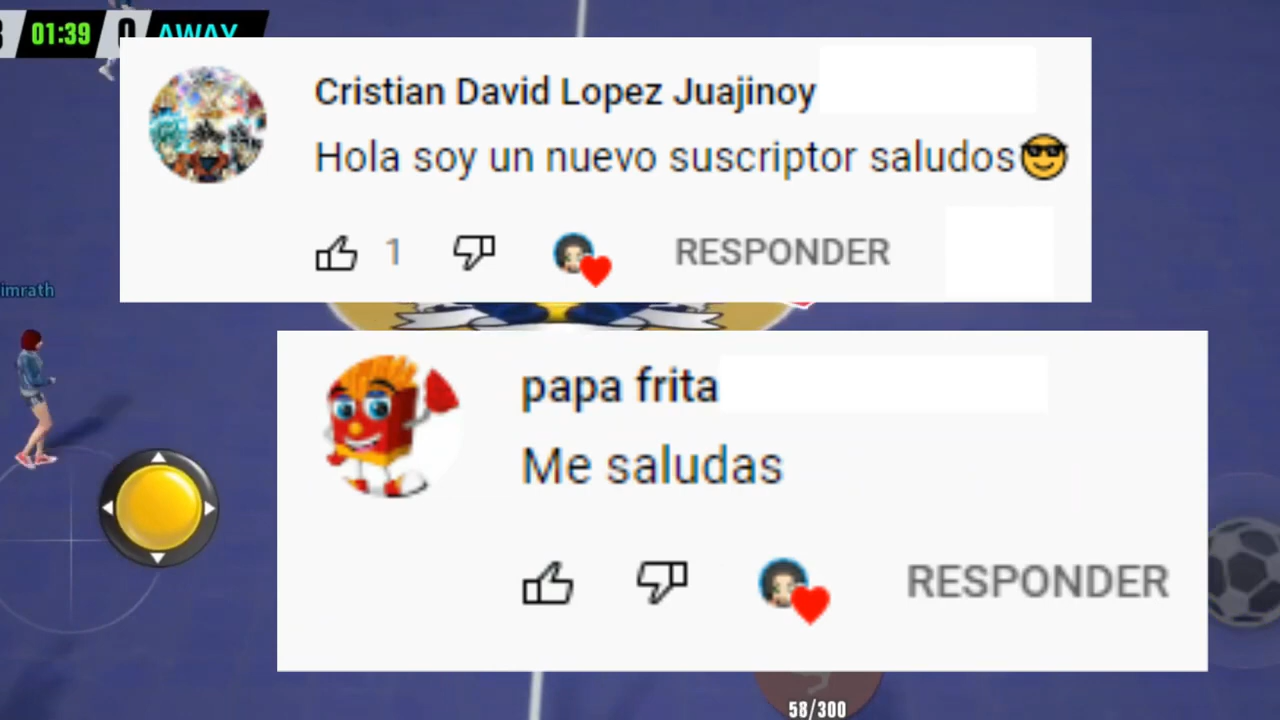 01:39 0 AWAY
Cristian David Lopez Juajinoy
Hola soy un nuevo suscriptor saludos😎
1 RESPONDER
imrath
papa frita
Me saludas
RESPONDER
58/300